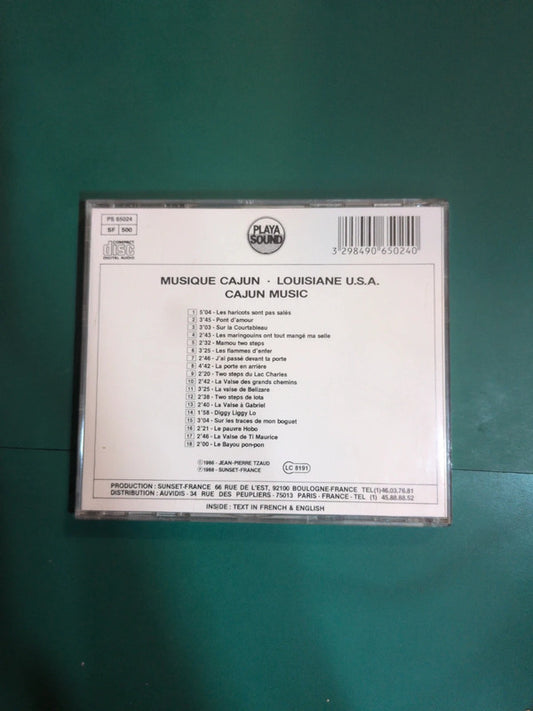 PS 65024
SF 500
COMPACT
disc
DIGITAL AUDIO
PLAYA
SOUND
3 298490 650240
MUSIQUE CAJUN · LOUISIANE U.S.A.
CAJUN MUSIC
1 5'04 - Les haricots sont pas salés
2 3'45 - Pont d'amour
3 3'03 - Sur la Courtableau
4 2'43 - Les maringouins ont tout mangé ma selle
5 2'32 - Mamou two steps
6 3'25 - Les flammes d'enfer
7 2'46 - J'ai passé devant ta porte
8 4'42 - La porte en arrière
9 2'20 - Two steps du Lac Charles
10 2'42 - La Valse des grands chemins
11 3'25 - La valse de Belizare
12 2'38 - Two steps de Iota
13 2'40 - La Valse à Gabriel
14 1'58 - Diggy Liggy Lo
15 3'04 - Sur les traces de mon boguet
16 2'21 - Le pauvre Hobo
17 2'46 - La Valse de Ti Maurice
18 2'00 - Le Bayou pon-pon
Ⓒ 1986 - JEAN-PIERRE TZAUD
Ⓟ 1988 - SUNSET-FRANCE
LC 8191
PRODUCTION : SUNSET-FRANCE 66 RUE DE L'EST, 92100 BOULOGNE-FRANCE TEL(1)46.03.76.81
DISTRIBUTION : AUVIDIS - 34 RUE DES PEUPLIERS - 75013 PARIS - FRANCE - TEL (1) 45.88.88.52
INSIDE : TEXT IN FRENCH & ENGLISH